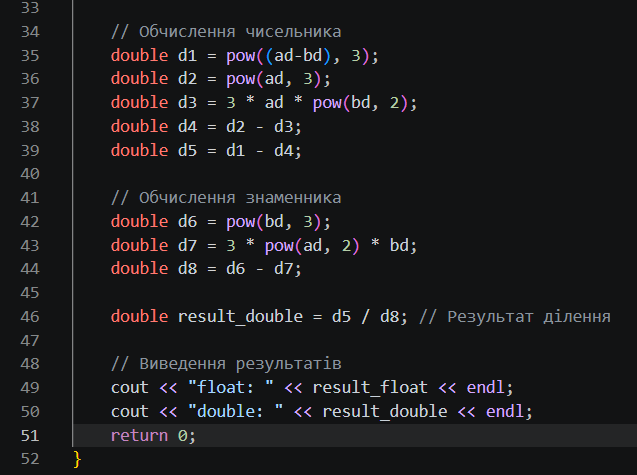 33
34 // Обчислення чисельника
35 double d1 = pow((ad-bd), 3);
36 double d2 = pow(ad, 3);
37 double d3 = 3 * ad * pow(bd, 2);
38 double d4 = d2 - d3;
39 double d5 = d1 - d4;
40
41 // Обчислення знаменника
42 double d6 = pow(bd, 3);
43 double d7 = 3 * pow(ad, 2) * bd;
44 double d8 = d6 - d7;
45
46 double result_double = d5 / d8; // Результат ділення
47
48 // Виведення результатів
49 cout << "float: " << result_float << endl;
50 cout << "double: " << result_double << endl;
51 return 0;
52 }